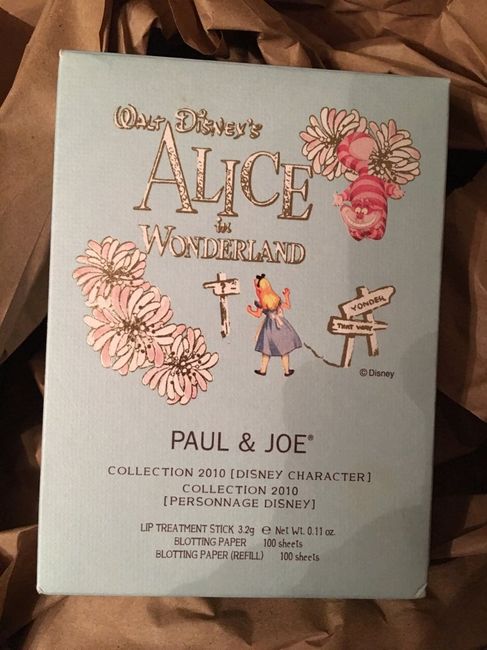 WALT DISNEY'S
ALICE
in
WONDERLAND
?
YONDER
THAT WAY
© Disney
PAUL & JOE®
COLLECTION 2010 [DISNEY CHARACTER]
COLLECTION 2010
[PERSONNAGE DISNEY]
LIP TREATMENT STICK 3.2g ℮ Net Wt. 0.11 oz.
BLOTTING PAPER 100 sheets
BLOTTING PAPER (REFILL) 100 sheets